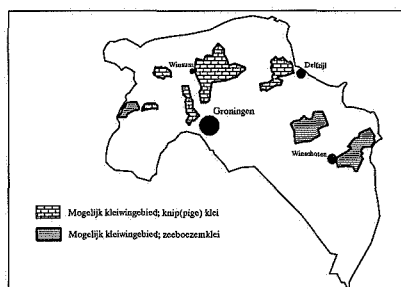 Winsum
Delfzijl
Groningen
Winschoten
Mogelijk kleiwingebied; knip(pige) klei
Mogelijk kleiwingebied; zeeboezemklei